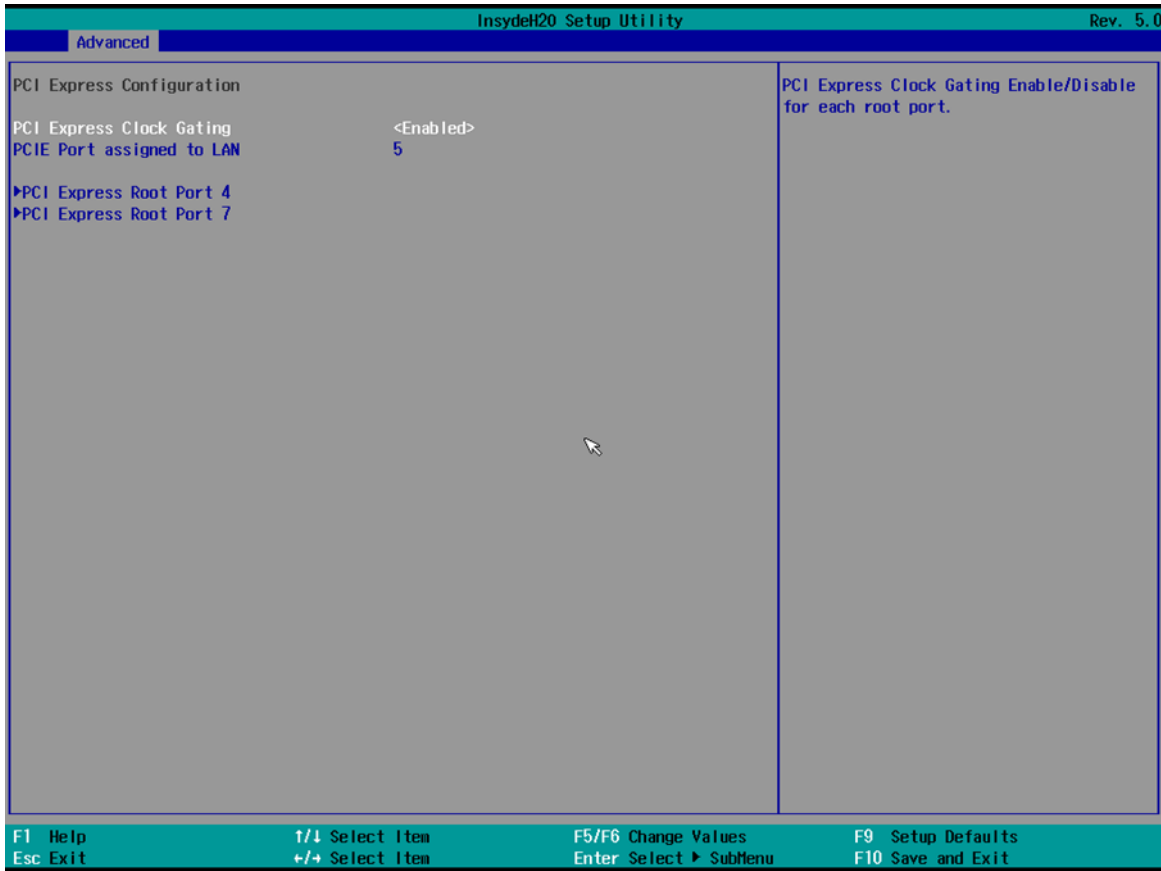 InsydeH20 Setup Utility Rev. 5.0
Advanced
PCI Express Configuration
PCI Express Clock Gating <Enabled>
PCIE Port assigned to LAN 5
▶PCI Express Root Port 4
▶PCI Express Root Port 7
PCI Express Clock Gating Enable/Disable
for each root port.
F1 Help ↑/↓ Select Item F5/F6 Change Values F9 Setup Defaults
Esc Exit ←/→ Select Item Enter Select ▶ SubMenu F10 Save and Exit